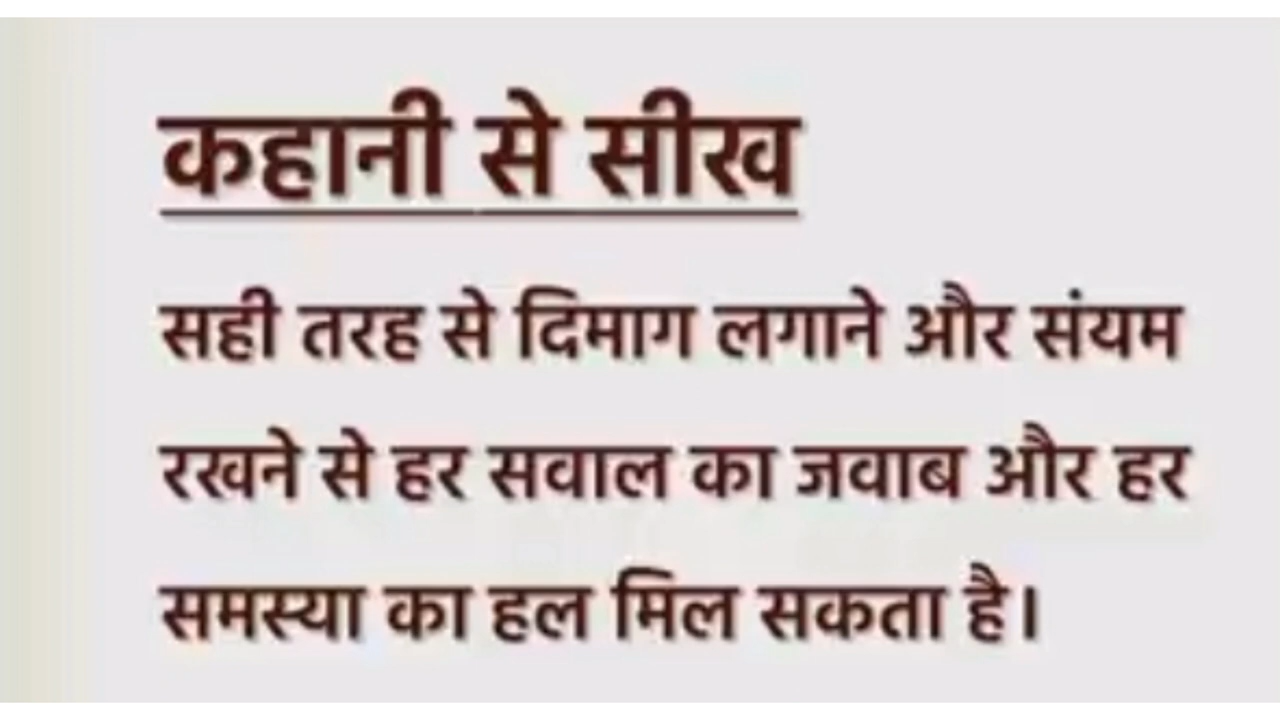 कहानी से सीख
सही तरह से दिमाग लगाने और संयम
रखने से हर सवाल का जवाब और हर
समस्या का हल मिल सकता है।